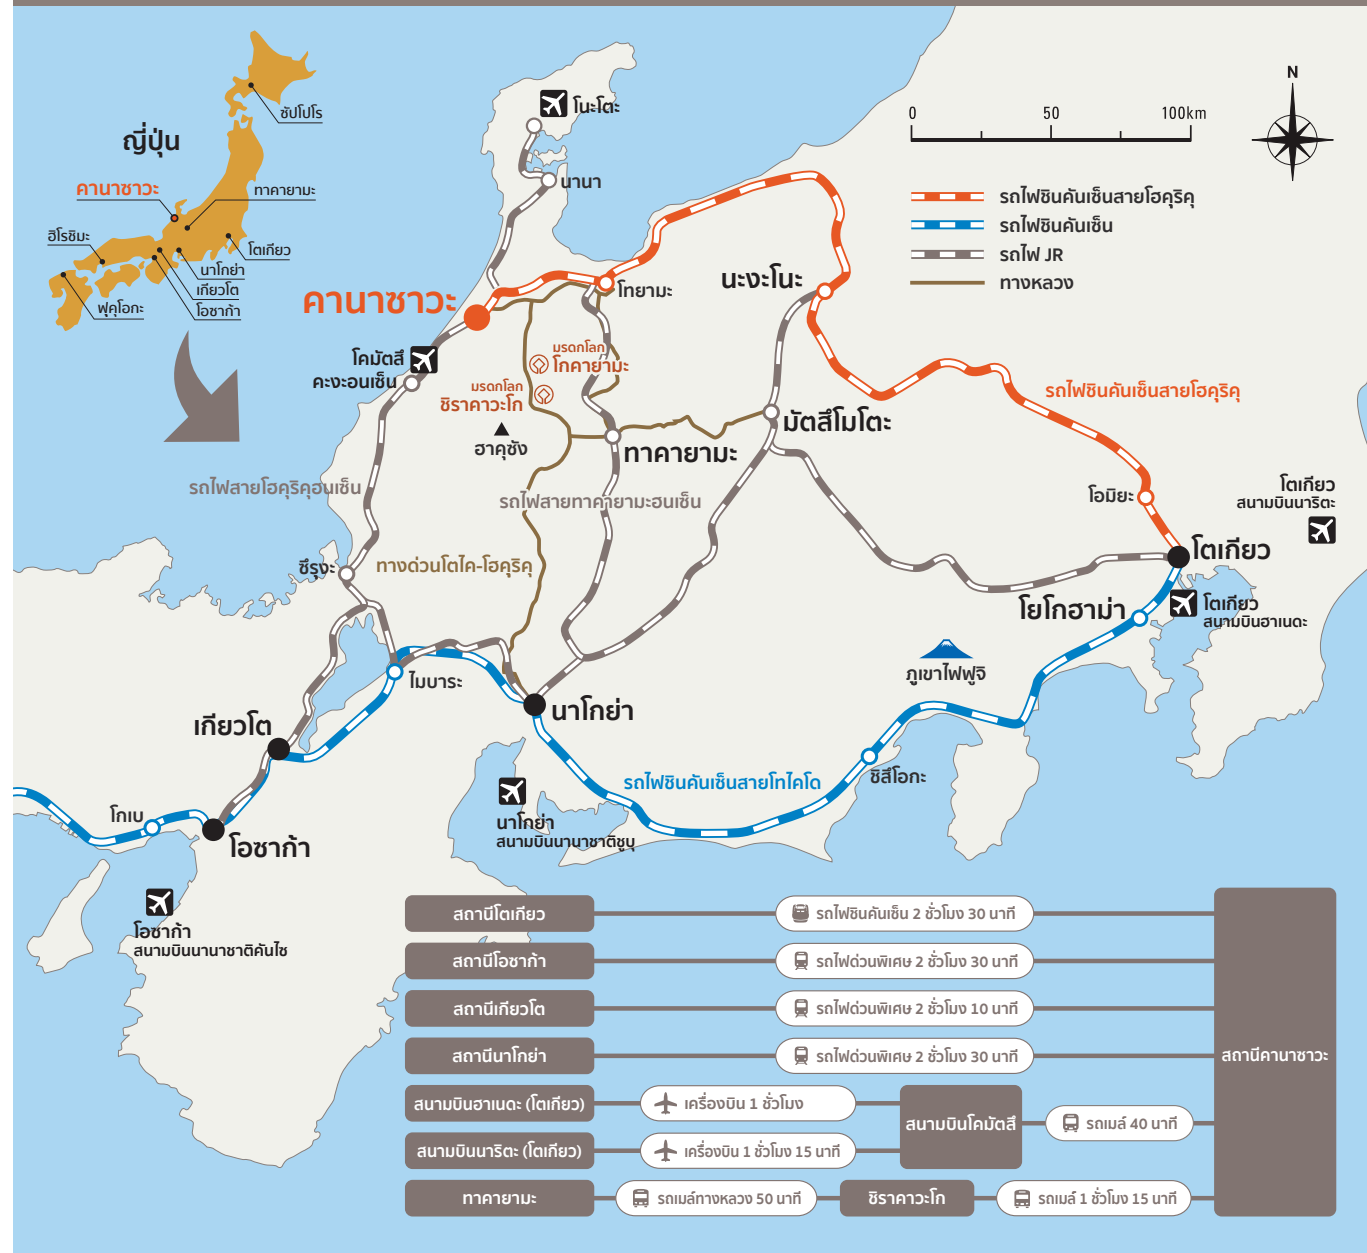 ซัปโปโร
ญี่ปุ่น
คานาซาวะ
ทาคายามะ
ฮิโรชิมะ
โตเกียว
นาโกย่า
เกียวโต
ฟุคุโอกะ
โอซาก้า
N
0 50 100km
รถไฟชินคันเซ็นสายโฮคุริคุ
รถไฟชินคันเซ็น
รถไฟ JR
ทางหลวง
โนะโตะ
นานา
คานาซาวะ
โทยามะ
นะงะโนะ
โคมัตสึ
คะงะอนเซ็น
มรดกโลก
โกคายามะ
มรดกโลก
ชิราคาวะโก
ฮาคุซัง
ทาคายามะ
มัตสึโมโตะ
รถไฟชินคันเซ็นสายโฮคุริคุ
รถไฟสายโฮคุริคุฮนเซ็น
รถไฟสายทาคายามะฮนเซ็น
โอมิยะ
โตเกียว
สนามบินนาริตะ
โตเกียว
ซึรุงะ
ทางด่วนโตไค-โฮคุริคุ
โยโกฮาม่า
โตเกียว
สนามบินฮาเนดะ
ภูเขาไฟฟูจิ
ไมบาระ
นาโกย่า
เกียวโต
ชิสึโอกะ
รถไฟชินคันเซ็นสายโทไคโด
โกเบ
โอซาก้า
นาโกย่า
สนามบินนานาชาติชูบุ
โอซาก้า
สนามบินนานาชาติคันไซ
สถานีโตเกียว รถไฟชินคันเซ็น 2 ชั่วโมง 30 นาที
สถานีโอซาก้า รถไฟด่วนพิเศษ 2 ชั่วโมง 30 นาที
สถานีเกียวโต รถไฟด่วนพิเศษ 2 ชั่วโมง 10 นาที
สถานีนาโกย่า รถไฟด่วนพิเศษ 2 ชั่วโมง 30 นาที
สถานีคานาซาวะ
สนามบินฮาเนดะ (โตเกียว) เครื่องบิน 1 ชั่วโมง
สนามบินโคมัตสึ รถเมล์ 40 นาที
สนามบินนาริตะ (โตเกียว) เครื่องบิน 1 ชั่วโมง 15 นาที
ทาคายามะ รถเมล์ทางหลวง 50 นาที ชิราคาวะโก รถเมล์ 1 ชั่วโมง 15 นาที